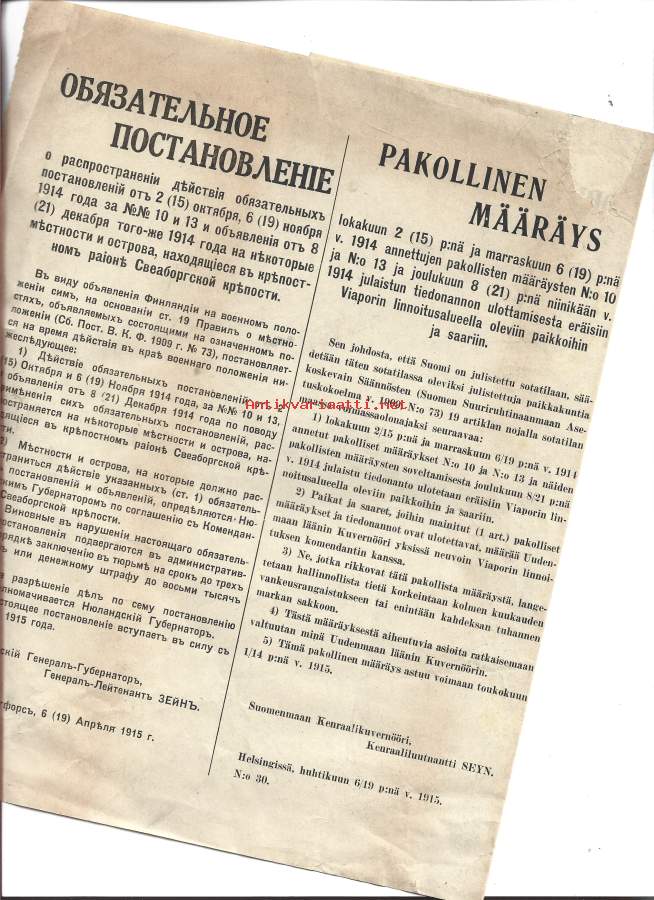 ОБЯЗАТЕЛЬНОЕ
ПОСТАНОВЛЕНІЕ
о распространеніи дѣйствія обязательныхъ
постановленій отъ 2 (15) октября, 6 (19) ноября
1914 года за №№ 10 и 13 и объявленія отъ 8
(21) декабря того-же 1914 года на нѣкоторые
мѣстности и острова, находящіеся въ крѣпост-
номъ раіонѣ Свеаборгской крѣпости.
Въ виду объявленія Финляндіи на военномъ поло-
женіи симъ, на основаніи ст. 19 Правилъ о мѣстно-
стяхъ, объявляемыхъ состоящими на означенномъ по-
ложеніи (Сб. Пост. В. К. Ф. 1909 г. № 73), постановляет-
ся на время дѣйствія въ краѣ военнаго положенія ни-
жеслѣдующее:
1) Дѣйствіе обязательныхъ постановленій отъ
(15) Октября и 6 (19) Ноября 1914 года, за №№ 10 и 13,
объявленія отъ 8 (21) Декабря 1914 года по поводу
примѣненія сихъ обязательныхъ постановленій, рас-
пространяется на нѣкоторые мѣстности и острова, на-
дящіеся въ крѣпостномъ раіонѣ Свеаборгской крѣ-
ти.
2) Мѣстности и острова, на которые должно рас-
траниться дѣйствіе указанныхъ (ст. 1) обязатель-
постановленій и объявленій, опредѣляются Ню-
скимъ Губернаторомъ по соглашенію съ Комендан-
Свеаборгской крѣпости.
Виновные въ нарушеніи настоящаго обязатель-
остановленія подвергаются въ административ-
орядкѣ заключенію въ тюрьмѣ на срокъ до трехъ
ъ или денежному штрафу до восьми тысячъ
разрѣшеніе дѣлъ по сему постановленію
олномачивается Нюландскій Губернаторъ.
стоящее постановленіе вступаетъ въ силу съ
1915 года.
скій Генералъ-Губернаторъ,
Генералъ-Лейтенантъ ЗЕЙНЪ.
гфорсъ, 6 (19) Апрѣля 1915 г.
PAKOLLINEN
MÄÄRÄYS
lokakuun 2 (15) p:nä ja marraskuun 6 (19) p:nä
v. 1914 annettujen pakollisten määräysten N:o 10
ja N:o 13 ja joulukuun 8 (21) p:nä niinikään v.
1914 julaistun tiedonannon ulottamisesta eräisiin
Viaporin linnoitusalueella oleviin paikkoihin
ja saariin.
Sen johdosta, että Suomi on julistettu sotatilaan, sää-
detään täten sotatilassa oleviksi julistettuja paikkakuntia
koskevain Säännösten (Suomen Suuriruhtinaanmaan Ase-
tuskokoelma v. 1909 N:o 73) 19 artiklan nojalla sotatilan
maassa voimassaolonajaksi seuraavaa:
1) lokakuun 2/15 p:nä ja marraskuun 6/19 p:nä v. 1914
annetut pakolliset määräykset N:o 10 ja N:o 13 ja näiden
pakollisten määräysten soveltamisesta joulukuun 8/21 p:nä
v. 1914 julaistu tiedonanto ulotetaan eräisiin Viaporin lin-
noitusalueella oleviin paikkoihin ja saariin.
2) Paikat ja saaret, joihin mainitut (1 art.) pakolliset
määräykset ja tiedonannot ovat ulotettavat, määrää Uuden-
maan läänin Kuvernööri yksissä neuvoin Viaporin linnoi-
tuksen komendantin kanssa.
3) Ne, jotka rikkovat tätä pakollista määräystä, lange-
tetaan hallinnollista tietä korkeintaan kolmen kuukauden
vankeusrangaistukseen tai enintään kahdeksan tuhannen
markan sakkoon.
4) Tästä määräyksestä aiheutuvia asioita ratkaisemaan
valtuutan minä Uudenmaan läänin Kuvernöörin.
5) Tämä pakollinen määräys astuu voimaan toukokuun
1/14 p:nä v. 1915.
Suomenmaan Kenraalikuvernööri,
Kenraaliluutnantti SEYN.
Helsingissä, huhtikuun 6/19 p:nä v. 1915.
N:o 30.
Antikvariaatti.net